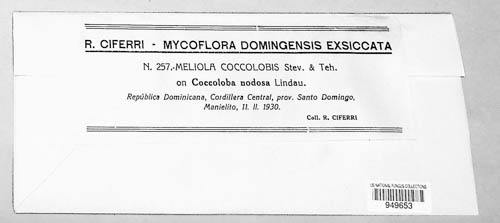 R. CIFERRI - MYCOFLORA DOMINGENSIS EXSICCATA
N. 257.-MELIOLA COCCOLOBIS Stev. & Teh.
on Coccoloba nodosa Lindau.
República Dominicana, Cordillera Central, prov. Santo Domingo,
Manielito, 11. II. 1930.
Coll. R. CIFERRI
US NATIONAL FUNGUS COLLECTIONS
949653